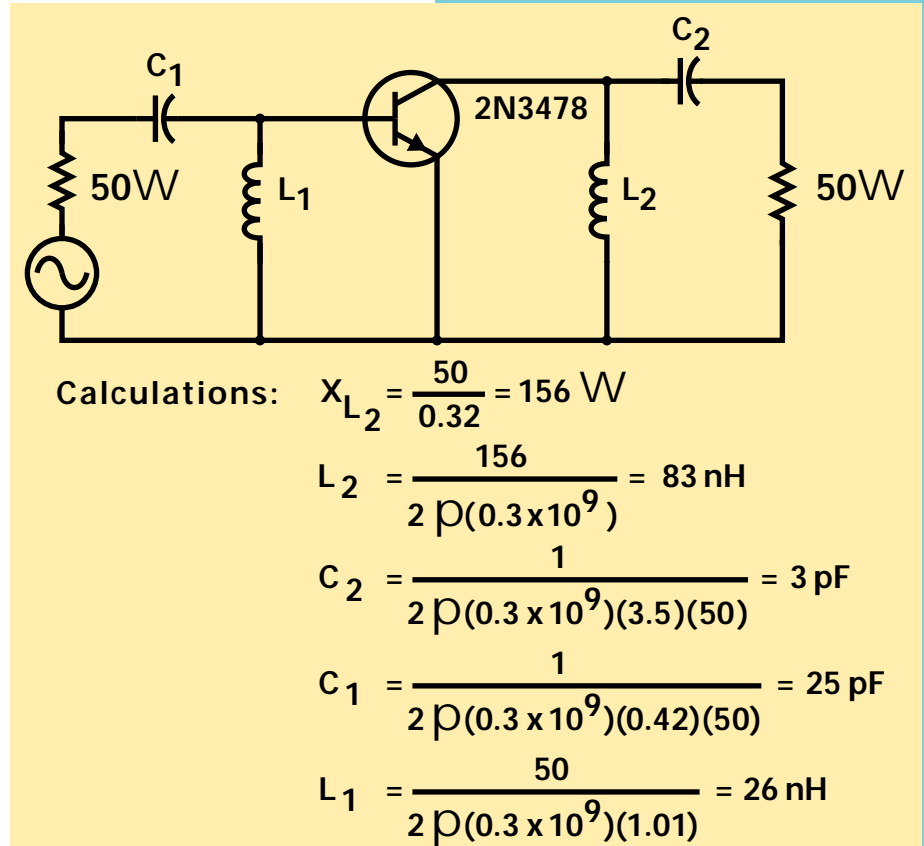 C1
C2
2N3478
50W
L1
L2
50W
Calculations: XL2 = 50/0.32 = 156 W
L2 = 156/2 p(0.3x10^9) = 83 nH
C2 = 1/2 p(0.3 x 10^9)(3.5)(50) = 3 pF
C1 = 1/2 p(0.3 x 10^9)(0.42)(50) = 25 pF
L1 = 50/2 p(0.3 x 10^9)(1.01) = 26 nH